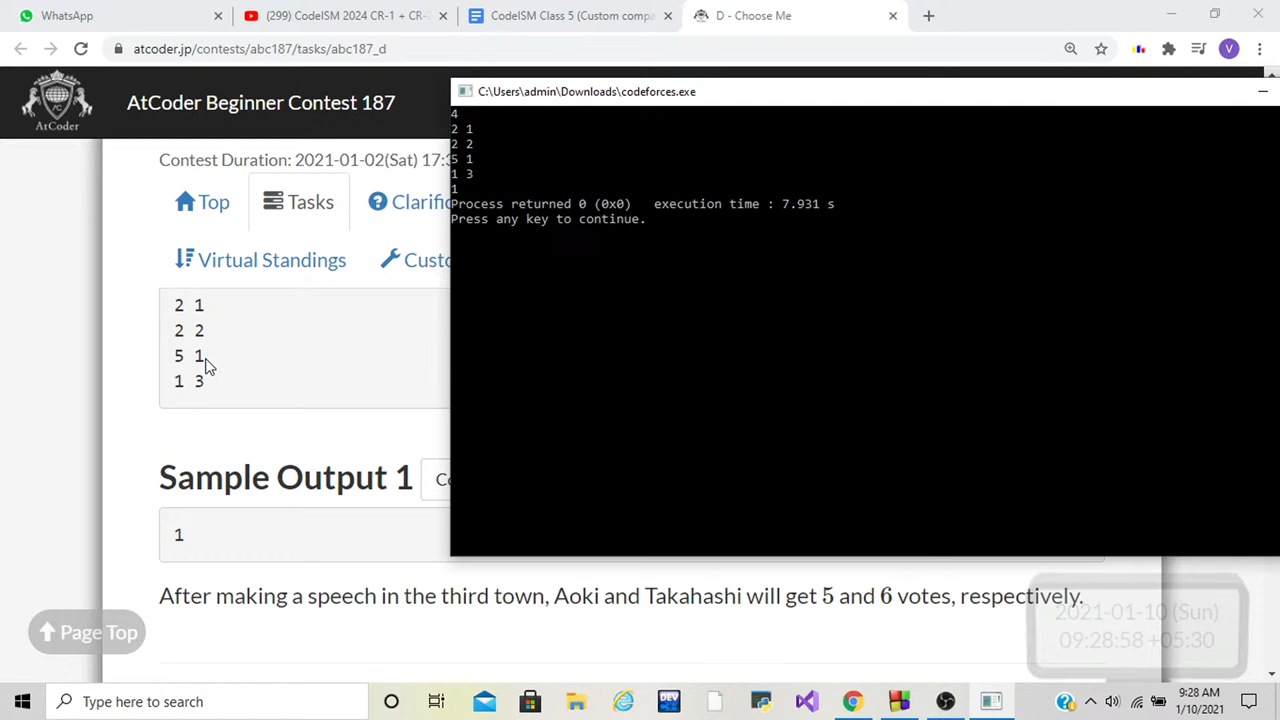 WhatsApp
(299) CodeISM 2024 CR-1 + CR-
CodeISM Class 5 (Custom compa
D - Choose Me
atcoder.jp/contests/abc187/tasks/abc187_d
V
AtCoder
AtCoder Beginner Contest 187
Contest Duration: 2021-01-02(Sat) 17:
Top
Tasks
Clarific
Virtual Standings
Custo
2 1
2 2
5 1
1 3
Sample Output 1
Co
1
After making a speech in the third town, Aoki and Takahashi will get 5 and 6 votes, respectively.
Page Top
2021-01-10 (Sun)
09:28:58 +05:30
C:\Users\admin\Downloads\codeforces.exe
4
2 1
2 2
5 1
1 3
1
Process returned 0 (0x0)   execution time : 7.931 s
Press any key to continue.
Type here to search
DEV
9:28 AM
1/10/2021